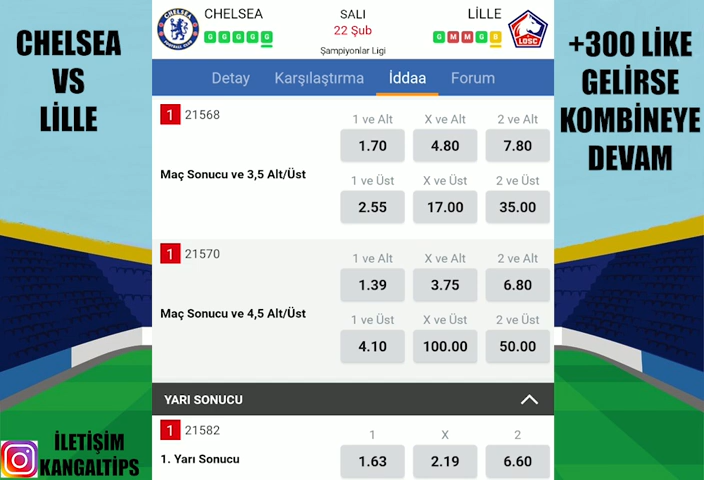 CHELSEA
VS
LİLLE
CHELSEA
G G G G G
SALI
22 Şub
Şampiyonlar Ligi
LİLLE
G M M G B
LOSC
Detay Karşılaştırma İddaa Forum
1 21568
Maç Sonucu ve 3,5 Alt/Üst
1 ve Alt X ve Alt 2 ve Alt
1.70 4.80 7.80
1 ve Üst X ve Üst 2 ve Üst
2.55 17.00 35.00
1 21570
Maç Sonucu ve 4,5 Alt/Üst
1 ve Alt X ve Alt 2 ve Alt
1.39 3.75 6.80
1 ve Üst X ve Üst 2 ve Üst
4.10 100.00 50.00
YARI SONUCU
1 21582
1. Yarı Sonucu
1 X 2
1.63 2.19 6.60
+300 LİKE
GELİRSE
KOMBİNEYE
DEVAM
İLETİŞİM
KANGALTİPS